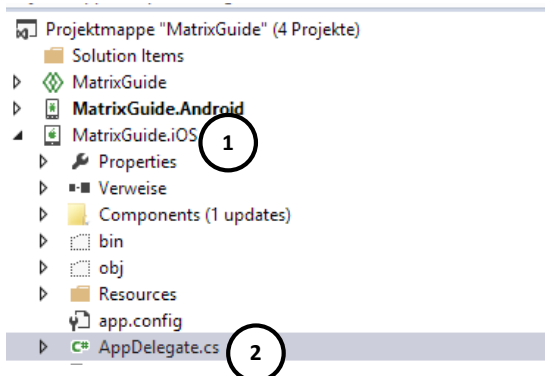 Projektmappe "MatrixGuide" (4 Projekte)
Solution Items
MatrixGuide
MatrixGuide.Android
MatrixGuide.iOS 1
Properties
Verweise
Components (1 updates)
bin
obj
Resources
app.config
C# AppDelegate.cs 2